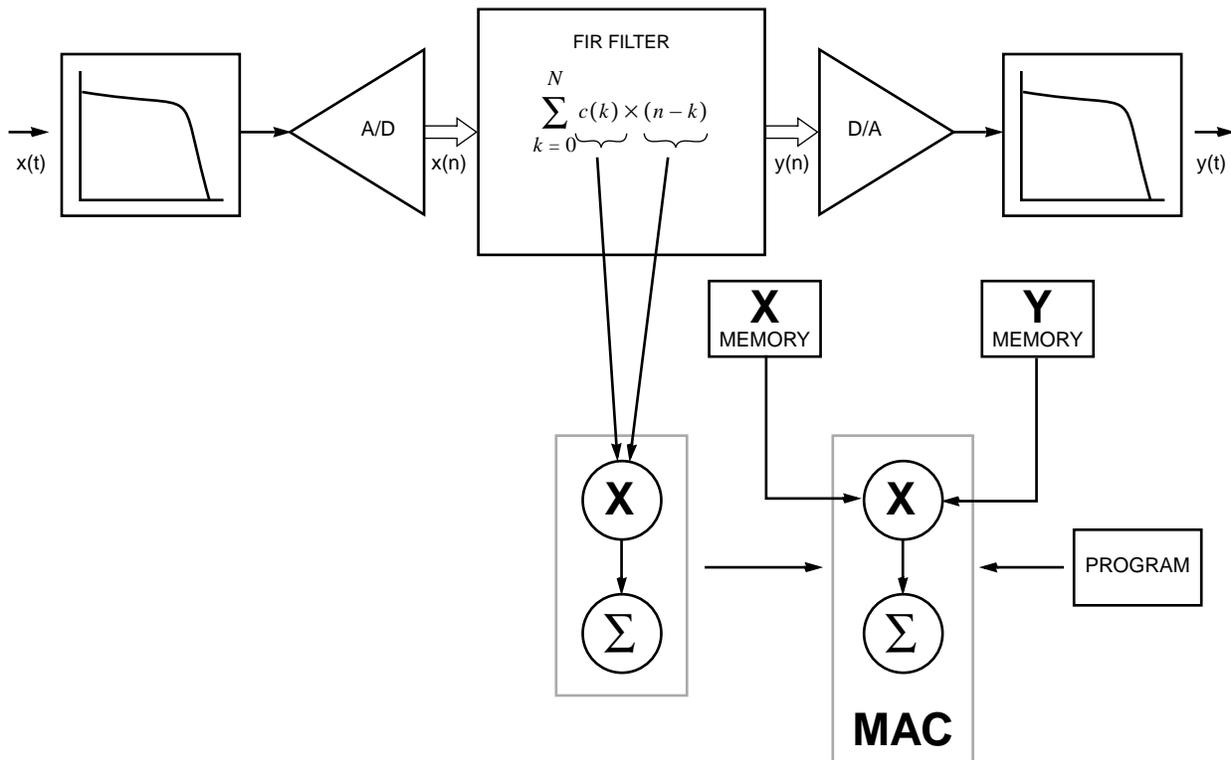 FIR FILTER
N
∑ c(k) × (n – k)
k = 0
A/D
D/A
x(t)
x(n)
y(n)
y(t)
X
MEMORY
Y
MEMORY
X
X
PROGRAM
Σ
Σ
MAC